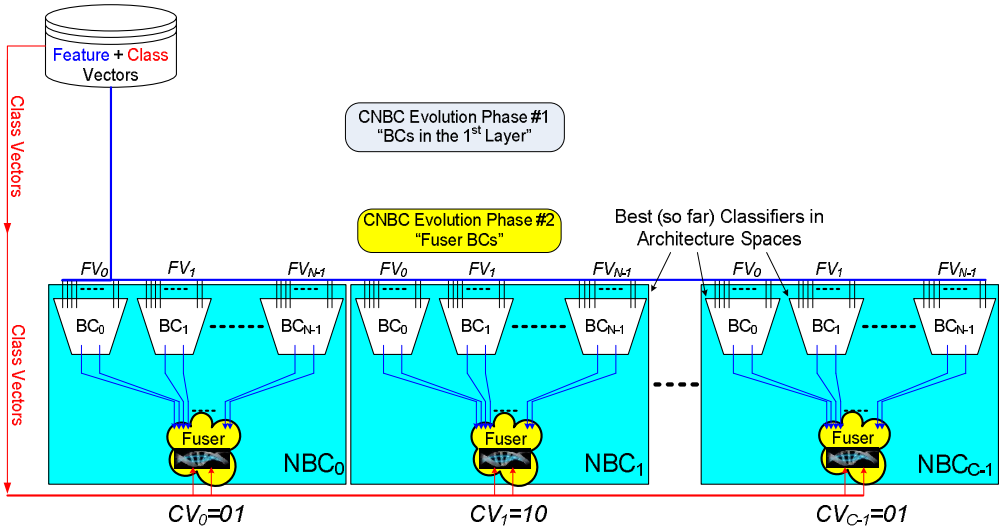 Feature + Class
Vectors
Class Vectors
CNBC Evolution Phase #1
“BCs in the 1st Layer”
CNBC Evolution Phase #2
“Fuser BCs”
Best (so far) Classifiers in
Architecture Spaces
Class Vectors
FV0 FV1 FVN-1 FV0 FV1 FVN-1 FV0 FV1 FVN-1
BC0 BC1 BCN-1 BC0 BC1 BCN-1 BC0 BC1 BCN-1
Fuser Fuser Fuser
NBC0 NBC1 NBCC-1
CV0=01 CV1=10 CVC-1=01